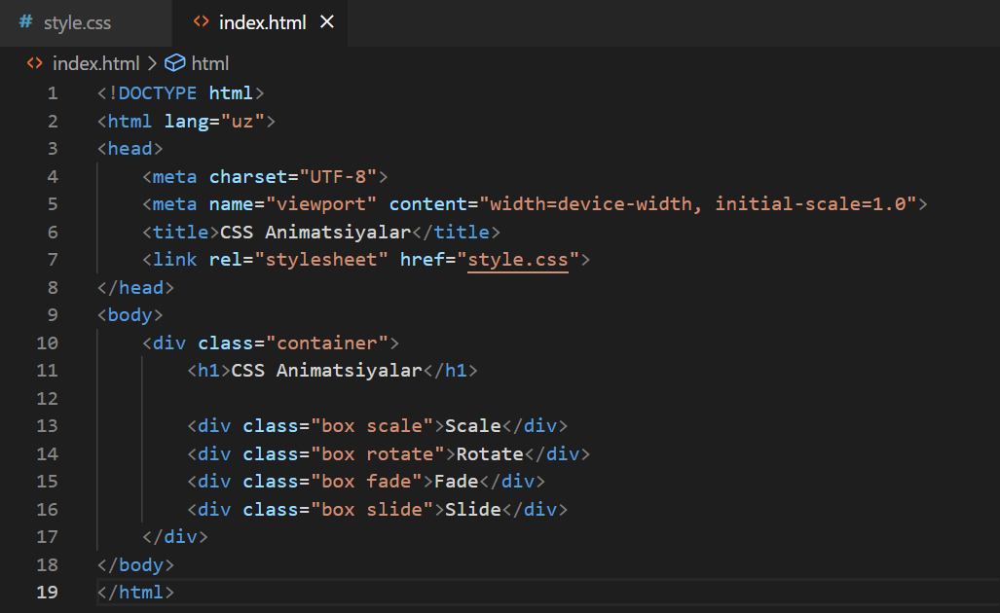 # style.css <> index.html ×
<> index.html > html
1 <!DOCTYPE html>
2 <html lang="uz">
3 <head>
4     <meta charset="UTF-8">
5     <meta name="viewport" content="width=device-width, initial-scale=1.0">
6     <title>CSS Animatsiyalar</title>
7     <link rel="stylesheet" href="style.css">
8 </head>
9 <body>
10     <div class="container">
11         <h1>CSS Animatsiyalar</h1>
12
13         <div class="box scale">Scale</div>
14         <div class="box rotate">Rotate</div>
15         <div class="box fade">Fade</div>
16         <div class="box slide">Slide</div>
17     </div>
18 </body>
19 </html>